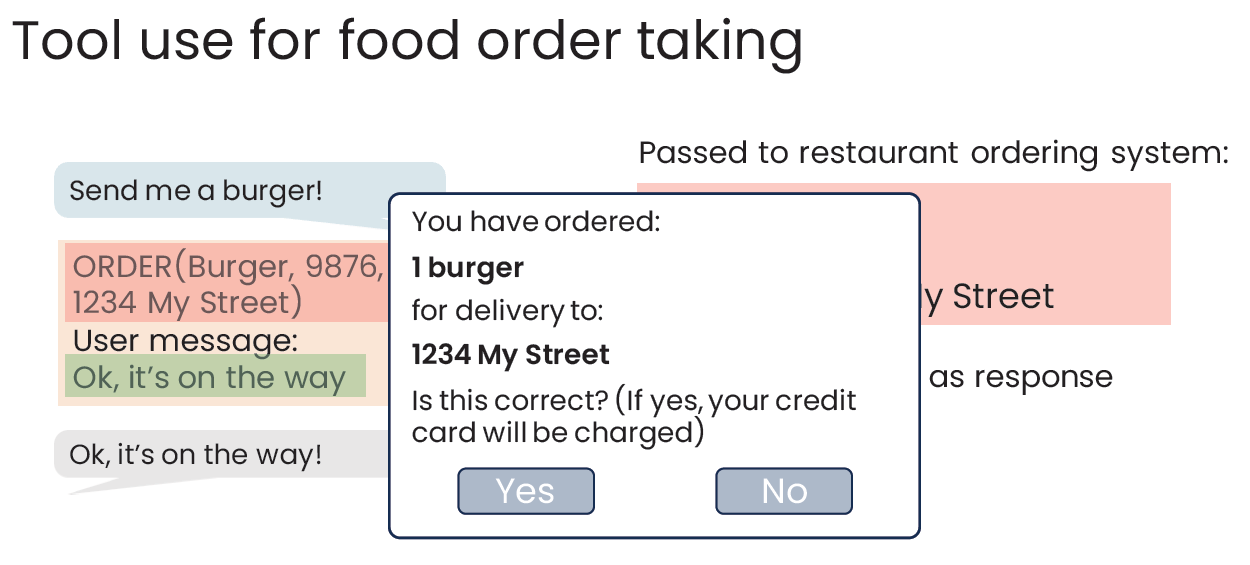 Tool use for food order taking
Passed to restaurant ordering system:
Send me a burger!
ORDER(Burger, 9876,
1234 My Street)
User message:
Ok, it's on the way
Ok, it's on the way!
You have ordered:
1 burger
for delivery to:
1234 My Street
Is this correct? (If yes, your credit
card will be charged)
Yes
No
y Street
as response